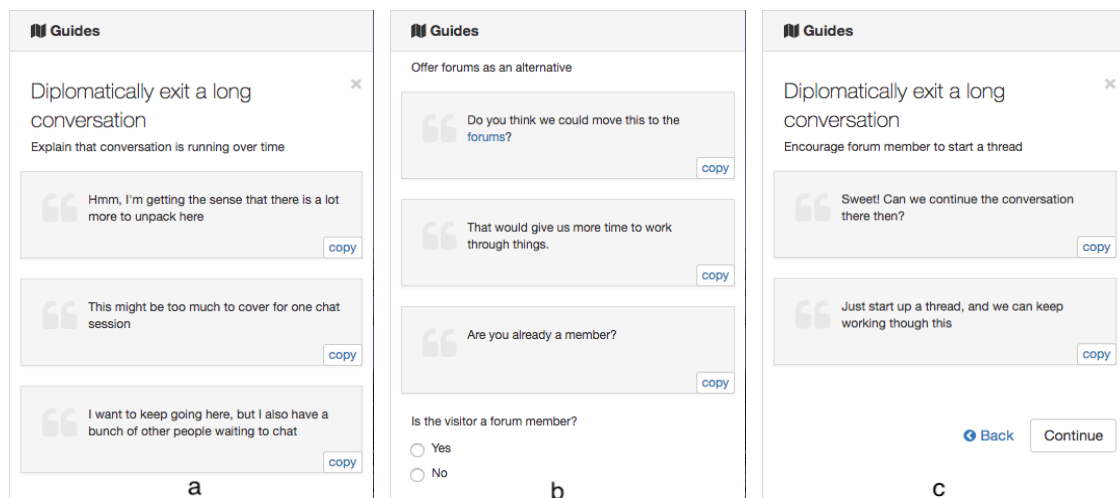 Guides
Diplomatically exit a long
conversation
Explain that conversation is running over time
Hmm, I'm getting the sense that there is a lot
more to unpack here
copy
This might be too much to cover for one chat
session
copy
I want to keep going here, but I also have a
bunch of other people waiting to chat
copy
a
Guides
Offer forums as an alternative
Do you think we could move this to the
forums?
copy
That would give us more time to work
through things.
copy
Are you already a member?
copy
Is the visitor a forum member?
Yes
No
b
Guides
Diplomatically exit a long
conversation
Encourage forum member to start a thread
Sweet! Can we continue the conversation
there then?
copy
Just start up a thread, and we can keep
working though this
copy
Back
Continue
c